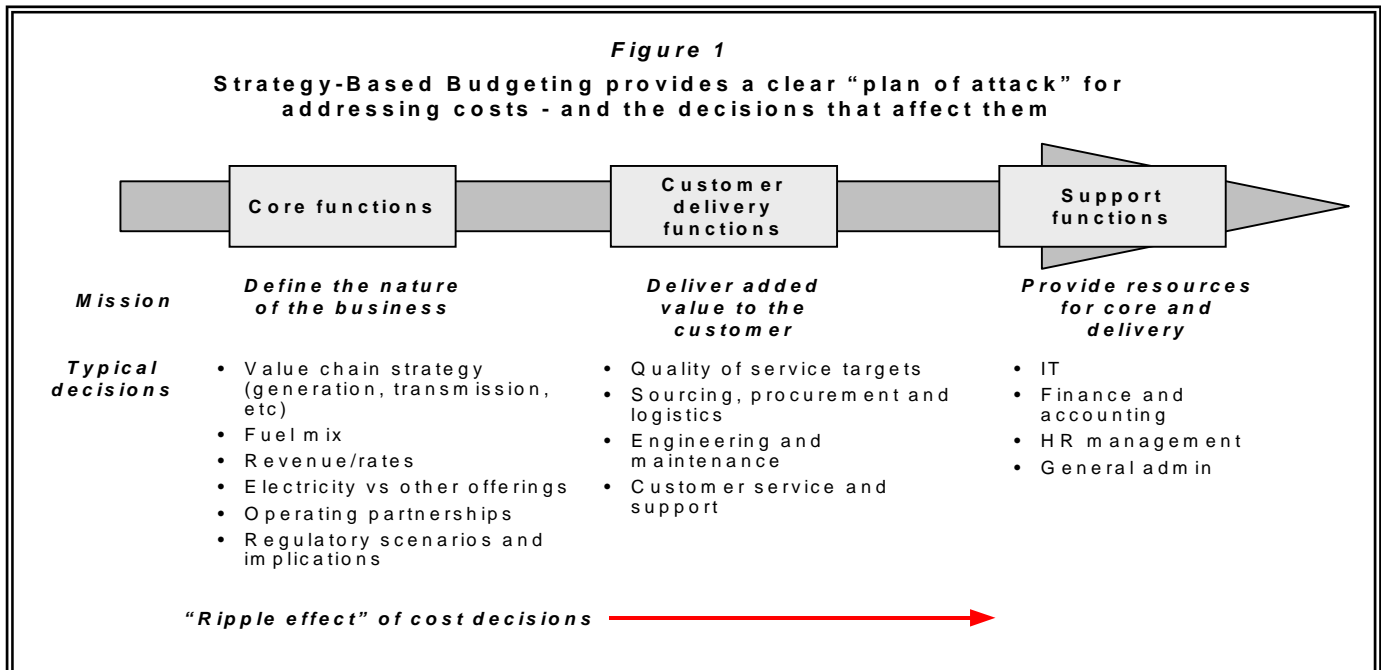 Figure 1
Strategy-Based Budgeting provides a clear “plan of attack” for
addressing costs - and the decisions that affect them
Core functions
Customer
delivery
functions
Support
functions
Mission
Define the nature
of the business
Deliver added
value to the
customer
Provide resources
for core and
delivery
Typical
decisions
• Value chain strategy
(generation, transmission,
etc)
• Fuel mix
• Revenue/rates
• Electricity vs other offerings
• Operating partnerships
• Regulatory scenarios and
implications
• Quality of service targets
• Sourcing, procurement and
logistics
• Engineering and
maintenance
• Customer service and
support
• IT
• Finance and
accounting
• HR management
• General admin
“Ripple effect” of cost decisions